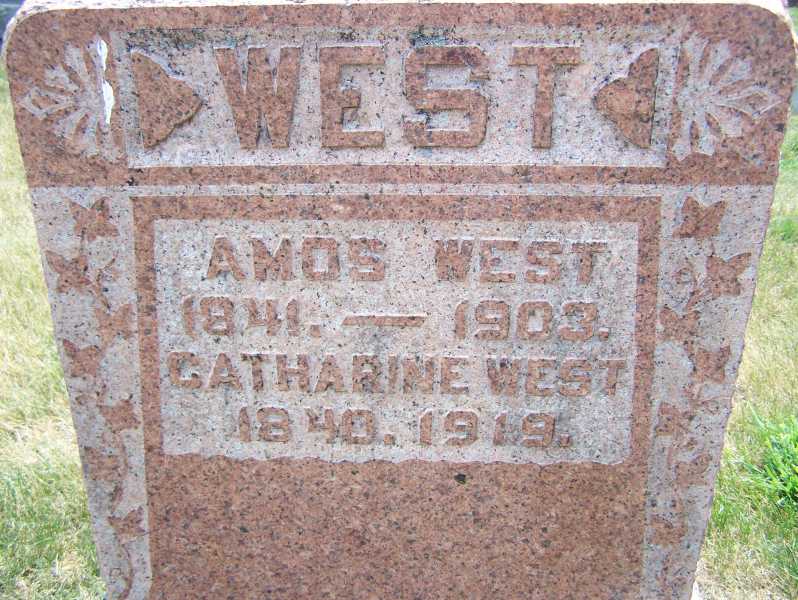 WEST
AMOS WEST
1841. — 1903.
CATHARINE WEST
1840. 1919.